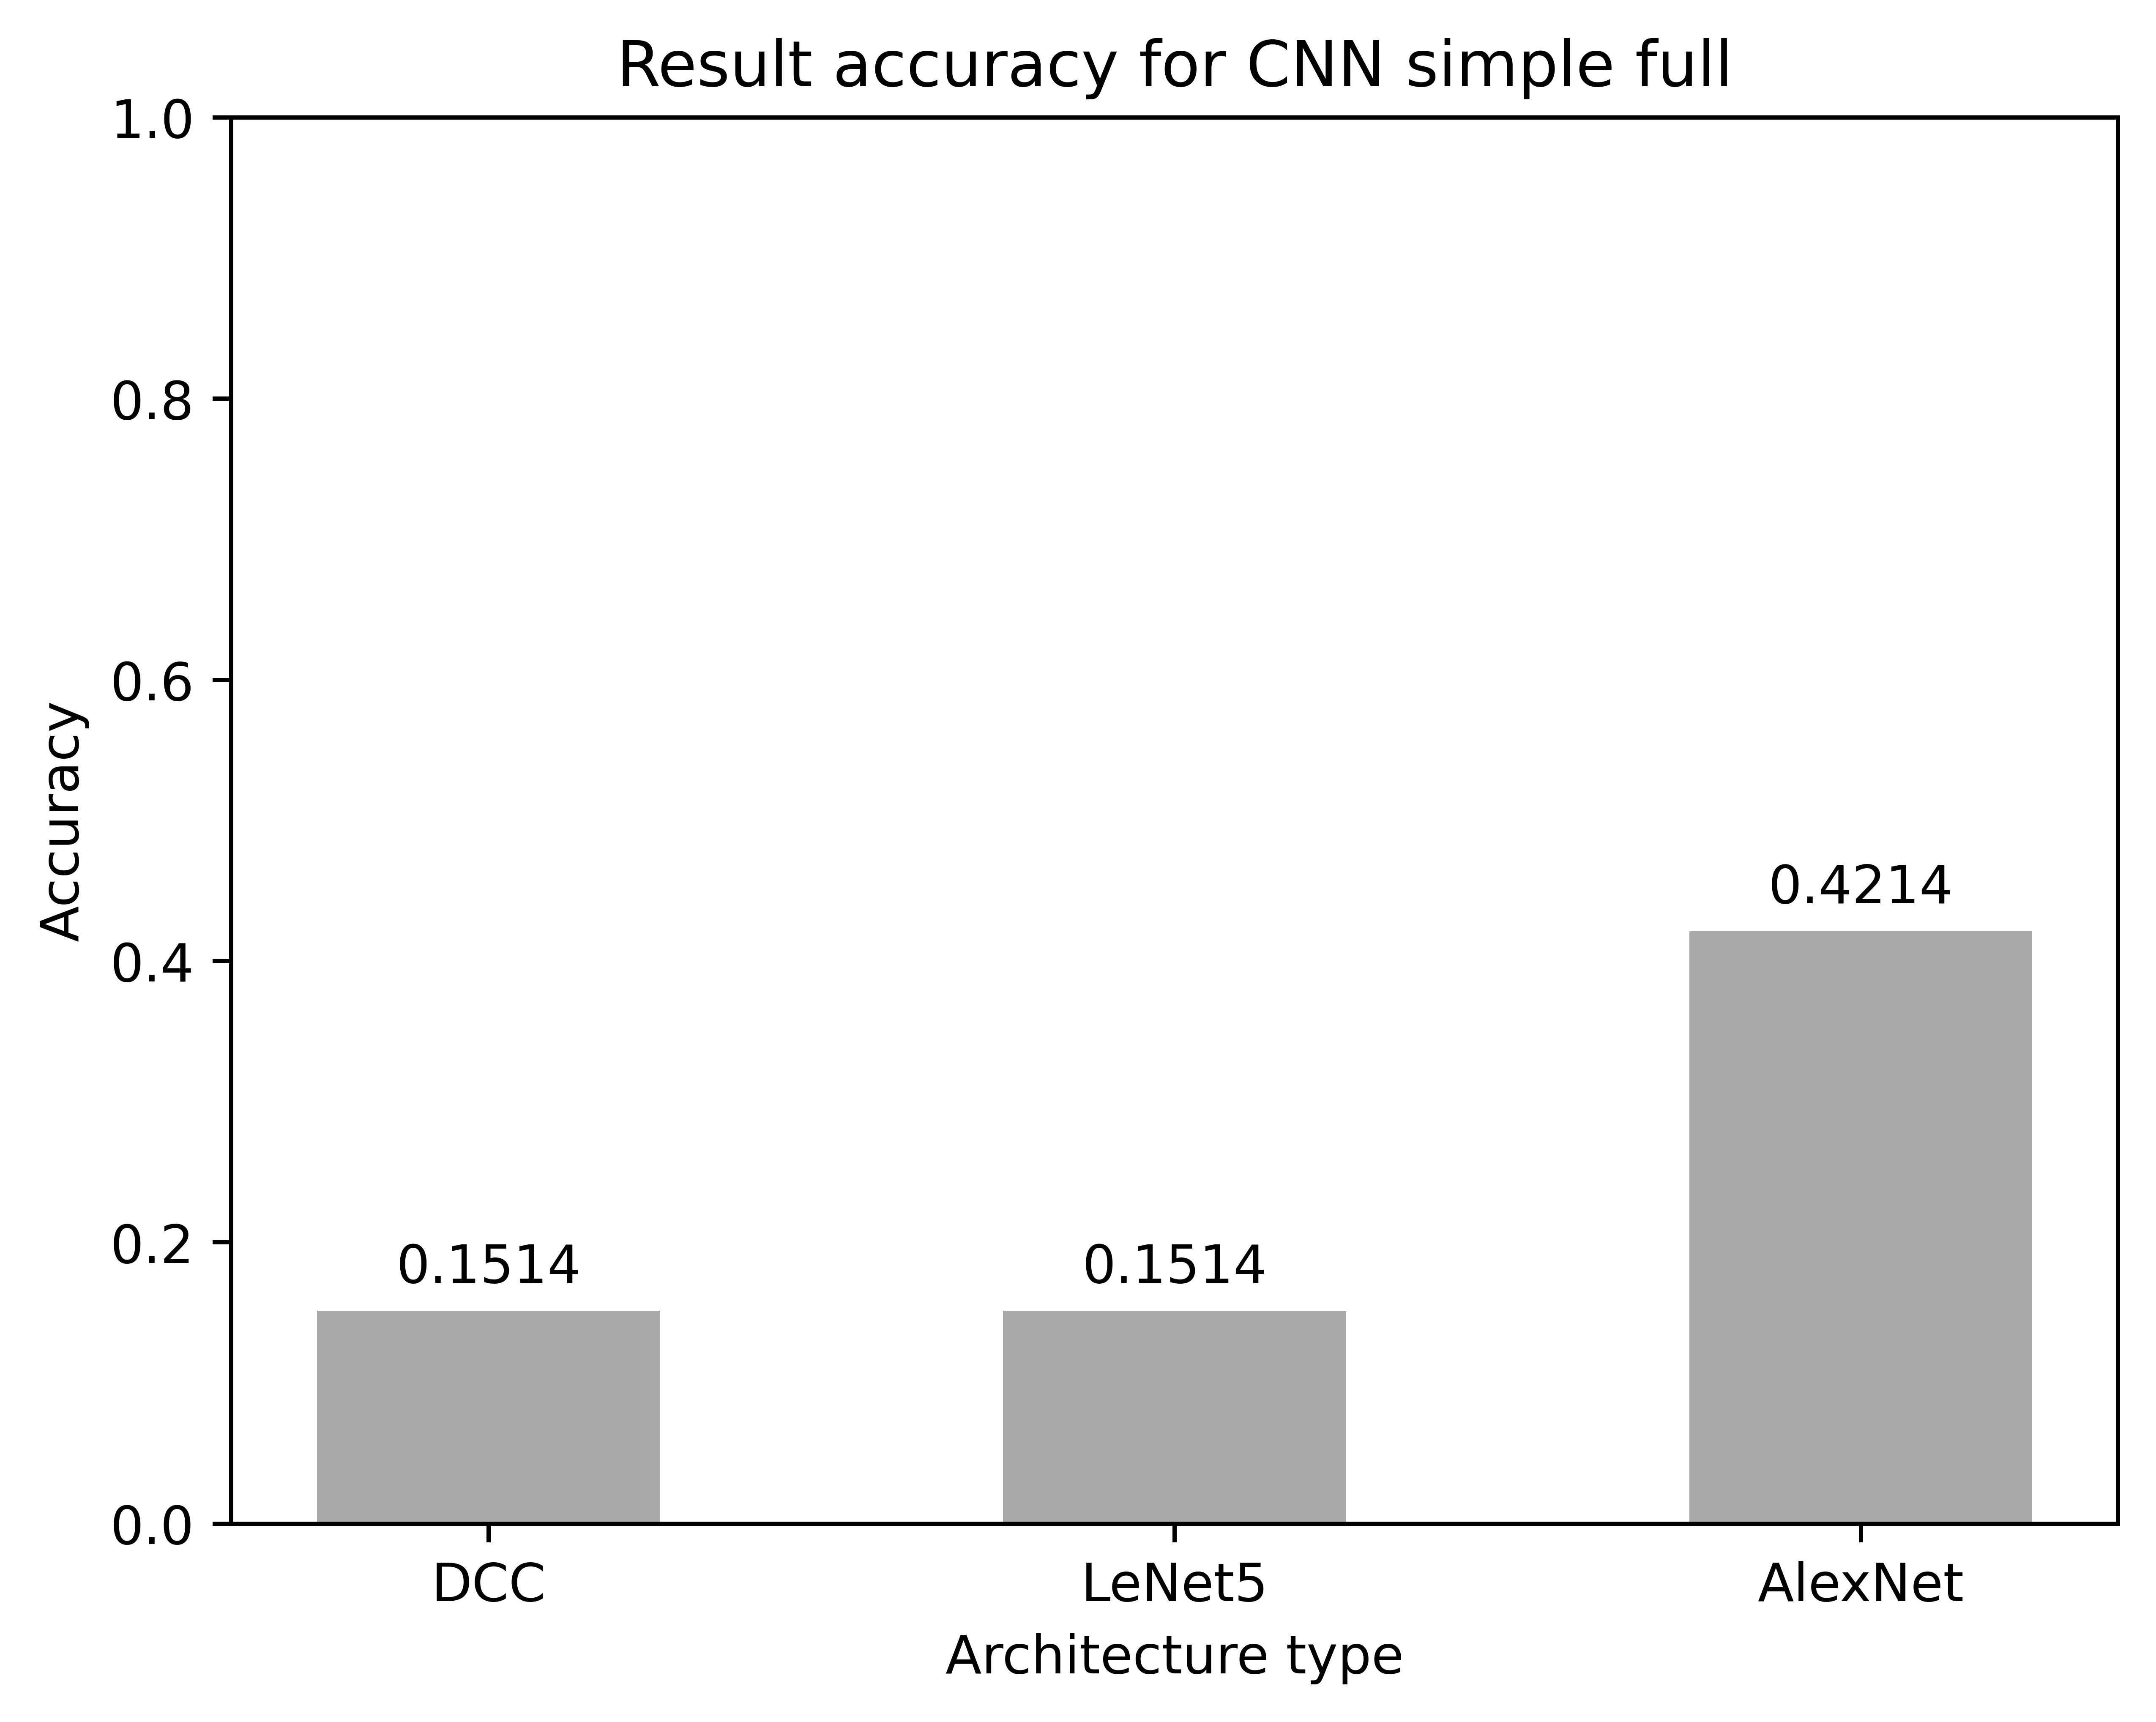 Result accuracy for CNN simple full
1.0
0.8
0.6
0.4
0.2
0.0
Accuracy
0.1514
0.1514
0.4214
DCC
LeNet5
AlexNet
Architecture type